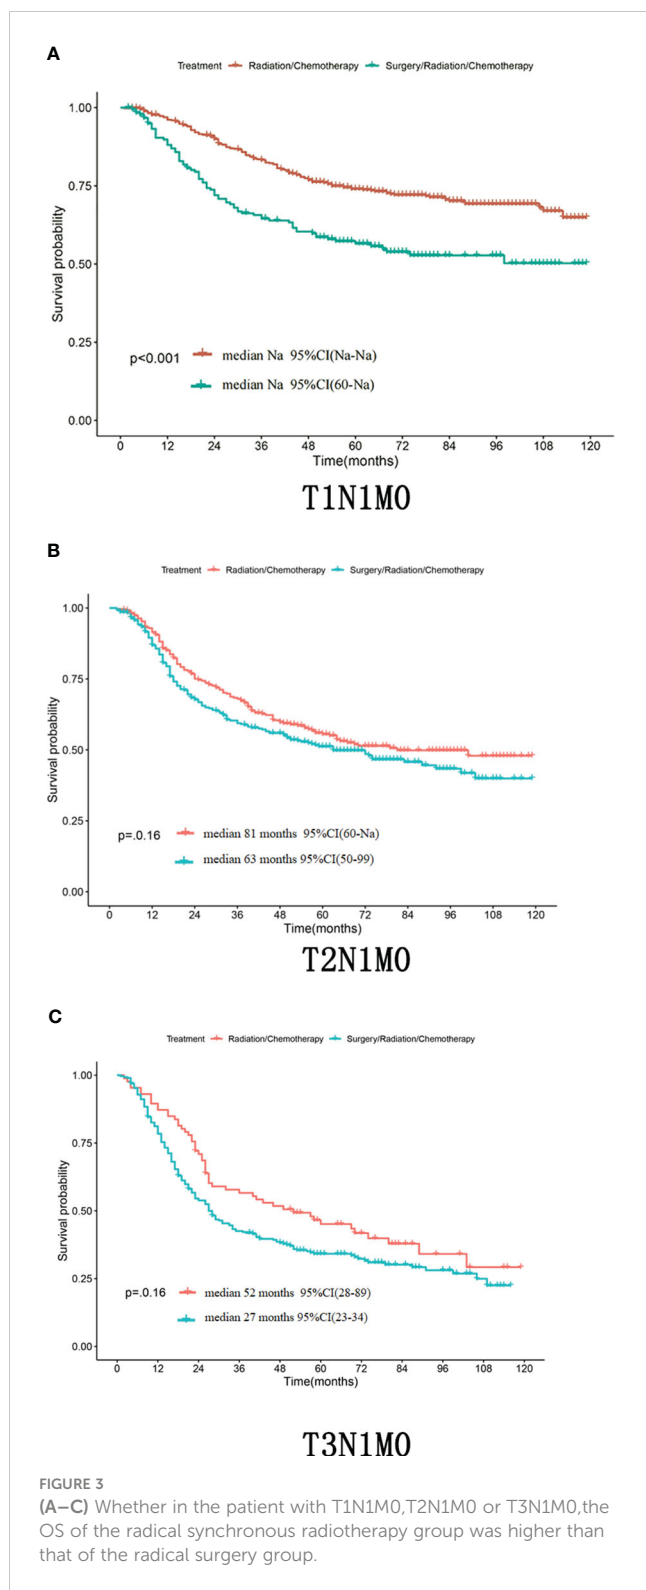 A
Treatment Radiation/Chemotherapy Surgery/Radiation/Chemotherapy
1.00
0.75
0.50
0.25
0.00
Survival probability
p<0.001 median Na 95%CI(Na-Na)
median Na 95%CI(60-Na)
0 12 24 36 48 60 72 84 96 108 120
Time(months)
T1N1M0
B
Treatment Radiation/Chemotherapy Surgery/Radiation/Chemotherapy
1.00
0.75
0.50
0.25
0.00
Survival probability
p=.0.16 median 81 months 95%CI(60-Na)
median 63 months 95%CI(50-99)
0 12 24 36 48 60 72 84 96 108 120
Time(months)
T2N1M0
C
Treatment Radiation/Chemotherapy Surgery/Radiation/Chemotherapy
1.00
0.75
0.50
0.25
0.00
Survival probability
p=.0.16 median 52 months 95%CI(28-89)
median 27 months 95%CI(23-34)
0 12 24 36 48 60 72 84 96 108 120
Time(months)
T3N1M0
FIGURE 3
(A–C) Whether in the patient with T1N1M0,T2N1M0 or T3N1M0,the
OS of the radical synchronous radiotherapy group was higher than
that of the radical surgery group.